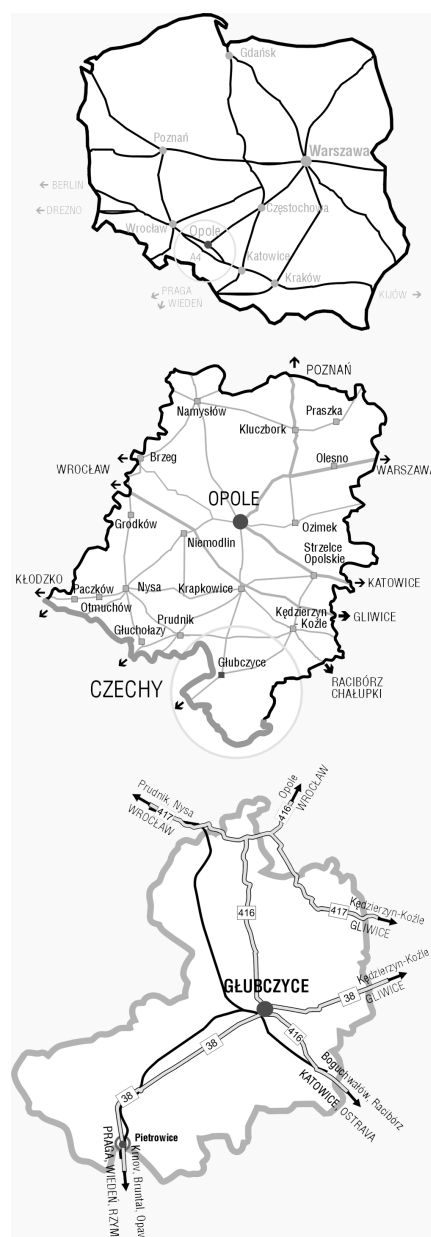 Gdańsk
Poznań
Warszawa
BERLIN
DREZNO
Częstochowa
Wrocław
Opole
A4
Katowice
Kraków
PRAGA
WIEDEŃ
KIJÓW
POZNAŃ
Namysłów
Praszka
Kluczbork
Brzeg
Olesno
WROCŁAW
WARSZAWA
OPOLE
Grodków
Ozimek
Niemodlin
Strzelce
Opolskie
KŁODZKO
Paczków
Nysa
Krapkowice
KATOWICE
Otmuchów
Prudnik
Kędzierzyn
- Koźle
GLIWICE
Głuchołazy
Głubczyce
CZECHY
RACIBÓRZ
CHAŁUPKI
Prudnik, Nysa
417
WROCŁAW
Opole
416
WROCŁAW
416
Kędzierzyn-Koźle
417
GLIWICE
Kędzierzyn-Koźle
38
GLIWICE
GŁUBCZYCE
38
416
Boguchwałów, Racibórz
KATOWICE, OSTRAVA
38
Pietrowice
PRAGA, WIEDEŃ, RZYM
Krnov, Bruntal, Opav